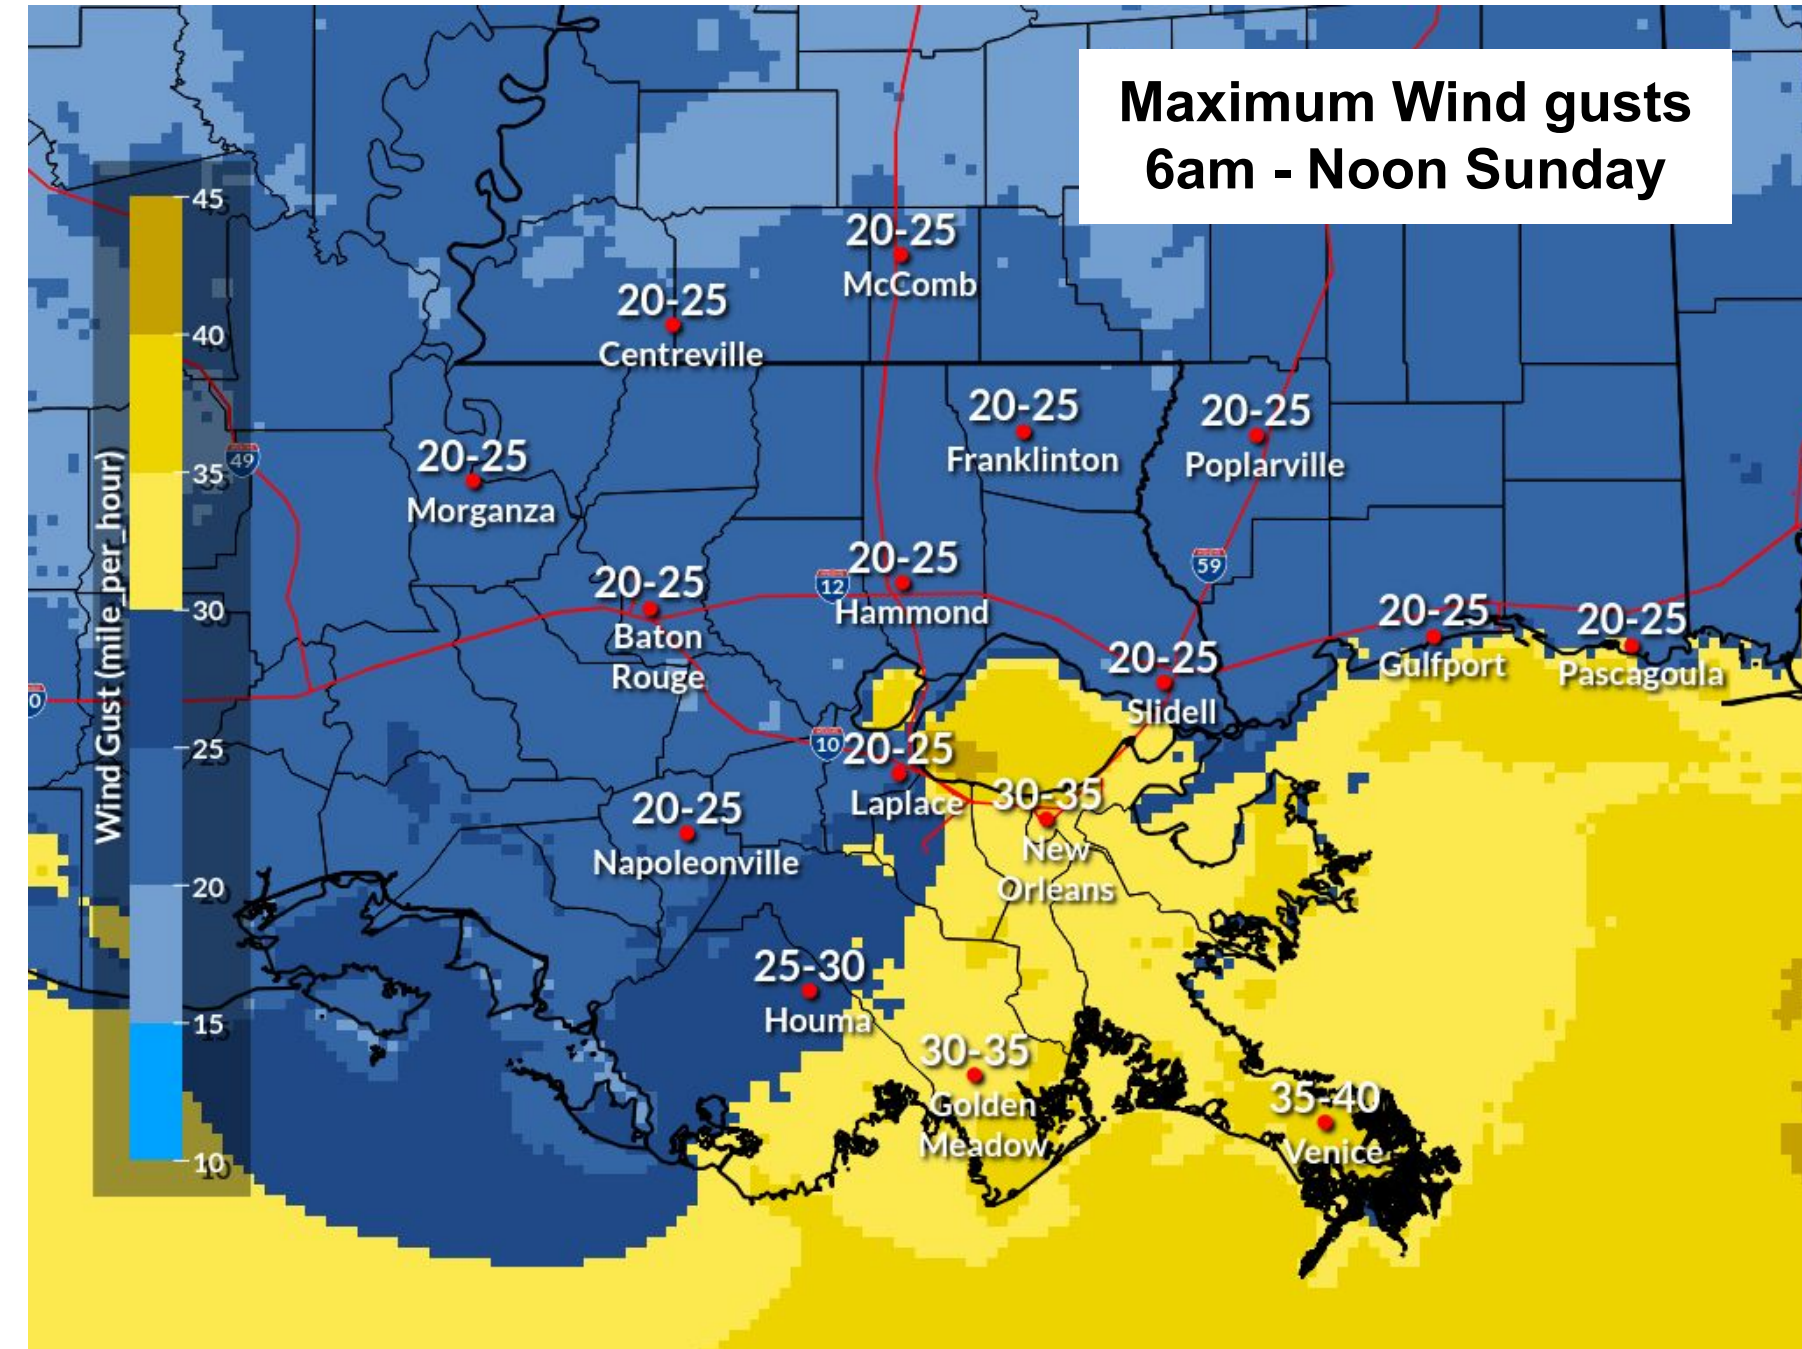 Maximum Wind gusts
6am - Noon Sunday
45
40
35
30
25
20
15
10
Wind Gust (mile_per_hour)
20-25
McComb
20-25
Centreville
20-25
Franklinton
20-25
Poplarville
20-25
Morganza
49
20-25
Hammond
12
59
20-25
Baton
Rouge
20-25
Gulfport
20-25
Pascagoula
20-25
Slidell
0
10
20-25
Laplace
30-35
New
Orleans
20-25
Napoleonville
25-30
Houma
30-35
Golden
Meadow
35-40
Venice